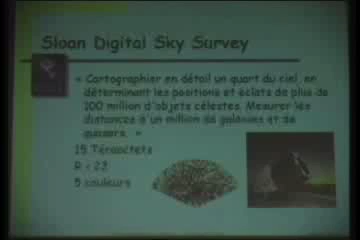 Sloan Digital Sky Survey
« Cartographier en détail un quart du ciel, en
déterminant les positions et éclats de plus de
100 million d'objets célestes. Mesurer les
distances à un million de galaxies et de
quasars. »
15 Téraoctets
R < 23
5 couleurs